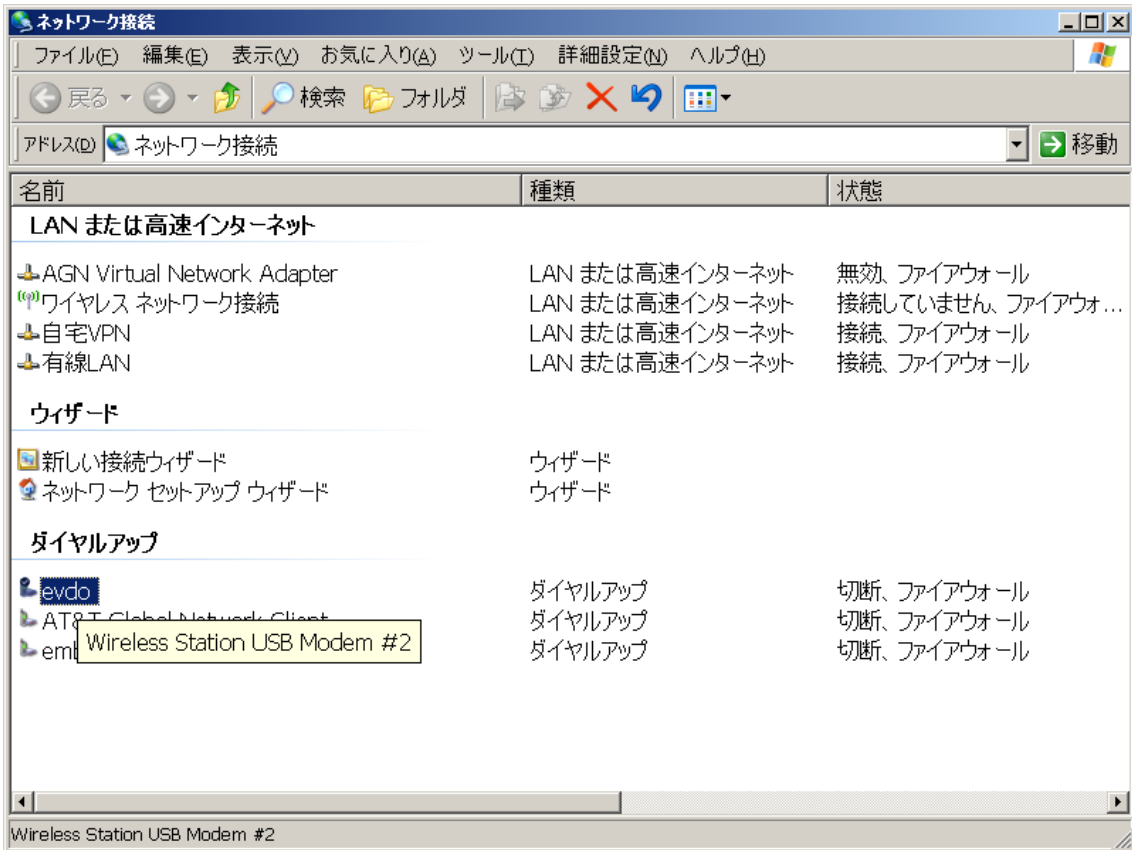 ネットワーク接続
ファイル(F) 編集(E) 表示(V) お気に入り(A) ツール(T) 詳細設定(N) ヘルプ(H)
戻る 検索 フォルダ
アドレス(D) ネットワーク接続 移動
名前 種類 状態
LAN または高速インターネット
AGN Virtual Network Adapter LAN または高速インターネット 無効、ファイアウォール
ワイヤレス ネットワーク接続 LAN または高速インターネット 接続していません、ファイアウォ...
自宅VPN LAN または高速インターネット 接続、ファイアウォール
有線LAN LAN または高速インターネット 接続、ファイアウォール
ウィザード
新しい接続ウィザード ウィザード
ネットワーク セットアップ ウィザード ウィザード
ダイヤルアップ
evdo ダイヤルアップ 切断、ファイアウォール
AT&T Global Network Client ダイヤルアップ 切断、ファイアウォール
ダイヤルアップ 切断、ファイアウォール
Wireless Station USB Modem #2
Wireless Station USB Modem #2